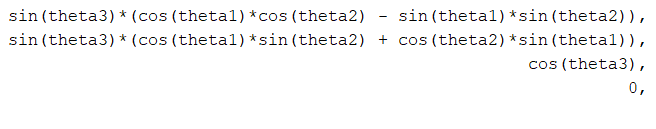 sin(theta3)*(cos(theta1)*cos(theta2) - sin(theta1)*sin(theta2)),
sin(theta3)*(cos(theta1)*sin(theta2) + cos(theta2)*sin(theta1)),
cos(theta3),
0,